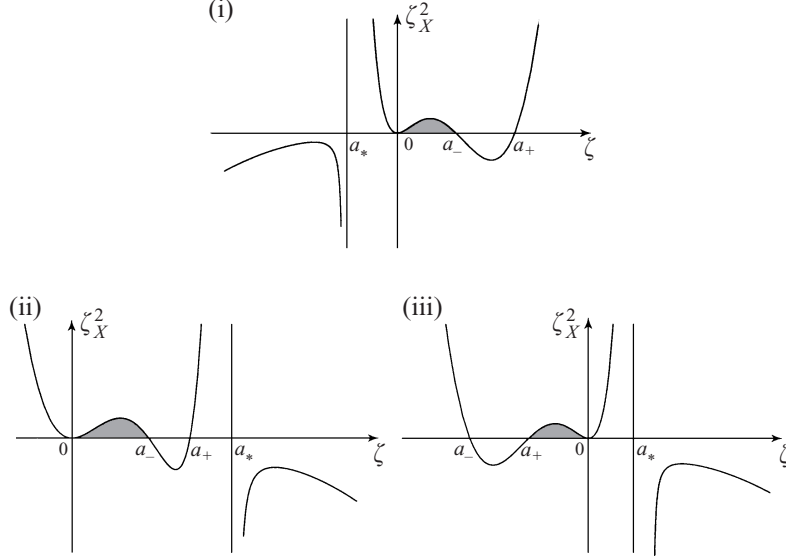 (i)
ζ_X^2
a_* 0 a_- a_+ ζ
(ii) (iii)
ζ_X^2 ζ_X^2
0 a_- a_+ a_* ζ a_- a_+ 0 a_* ζ